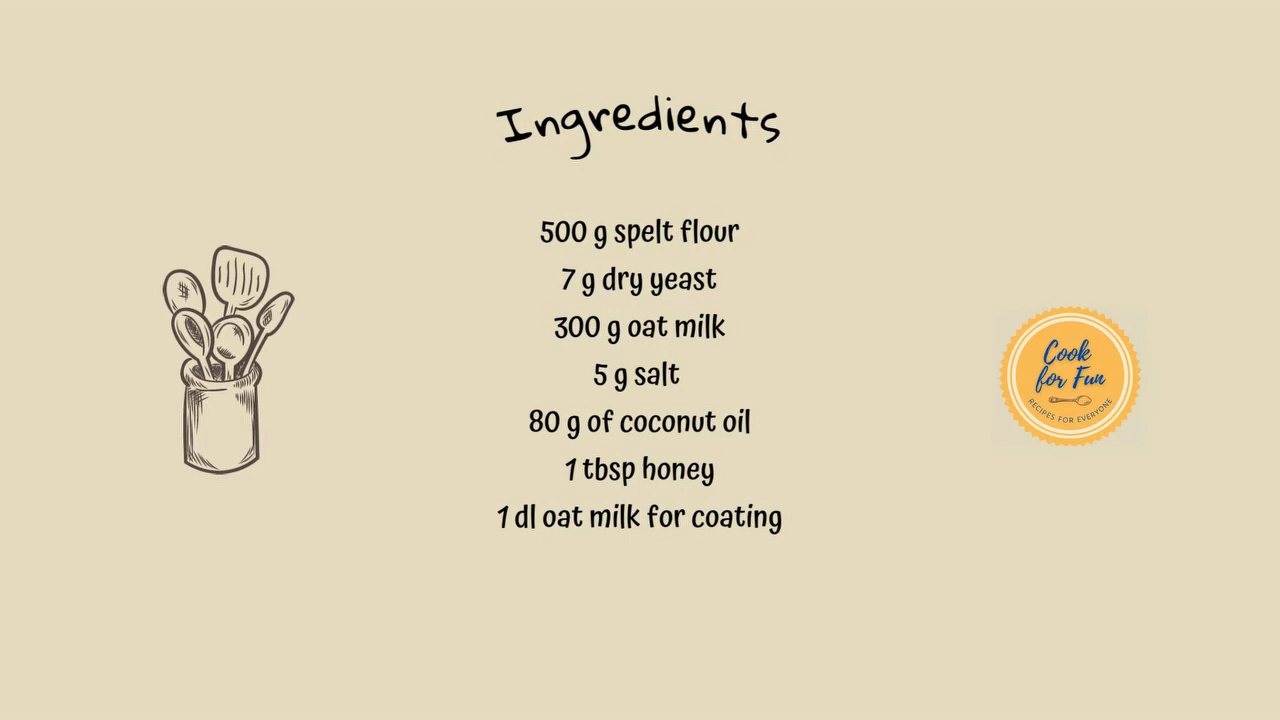 Ingredients
500 g spelt flour
7 g dry yeast
300 g oat milk
5 g salt
80 g of coconut oil
1 tbsp honey
1 dl oat milk for coating
Cook
for Fun
RECIPES FOR EVERYONE